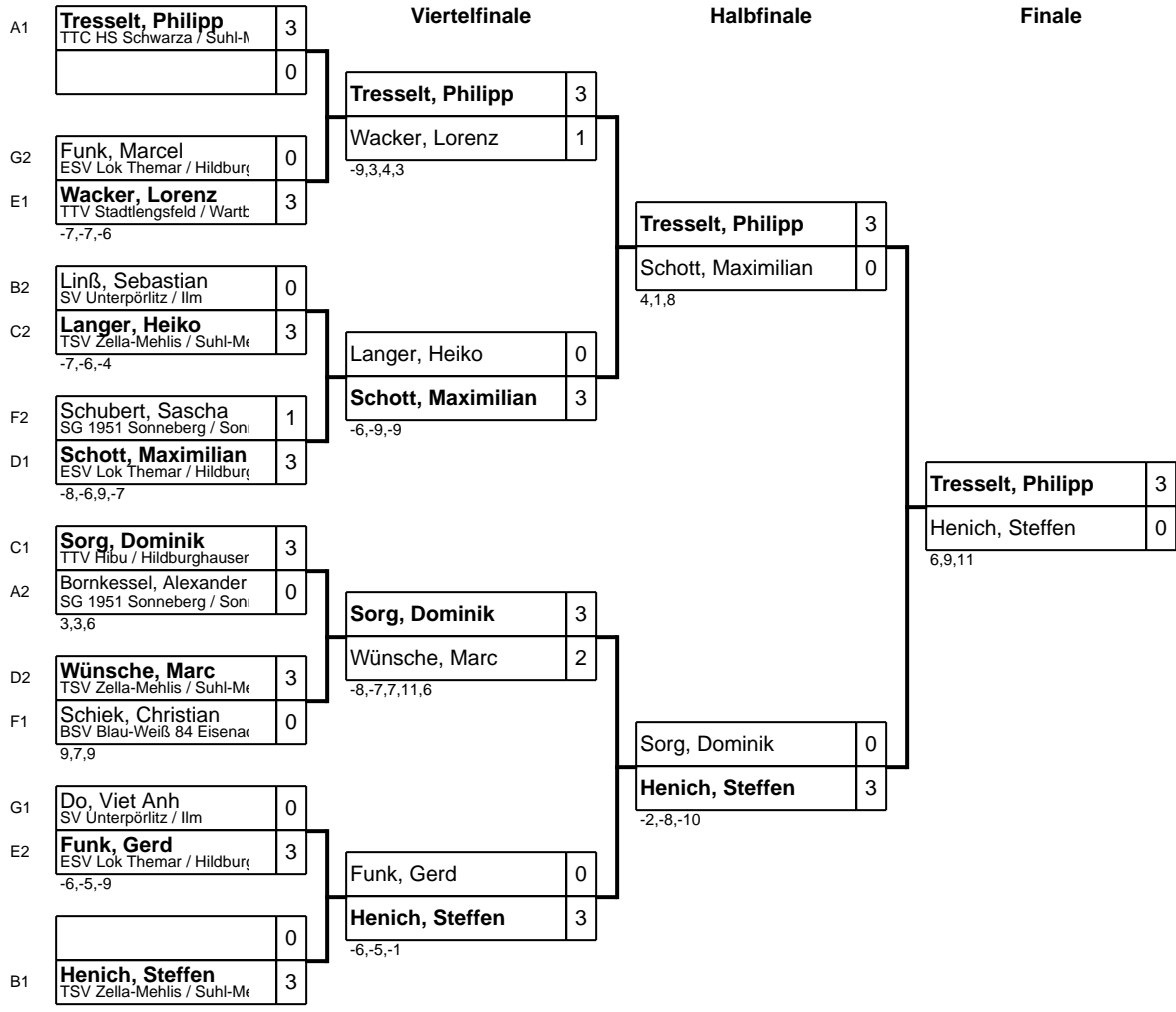 Viertelfinale
Halbfinale
Finale
A1
Tresselt, Philipp
3
TTC HS Schwarza / Suhl-M
0
G2
Funk, Marcel
0
ESV Lok Themar / Hildburg
E1
Wacker, Lorenz
3
TTV Stadtlengsfeld / Wartb
-7,-7,-6
B2
Linß, Sebastian
0
SV Unterpörlitz / Ilm
C2
Langer, Heiko
3
TSV Zella-Mehlis / Suhl-Me
-7,-6,-4
F2
Schubert, Sascha
1
SG 1951 Sonneberg / Son
D1
Schott, Maximilian
3
ESV Lok Themar / Hildburg
-8,-6,9,-7
C1
Sorg, Dominik
3
TTV Hibu / Hildburghauser
A2
Bornkessel, Alexander
0
SG 1951 Sonneberg / Son
3,3,6
D2
Wünsche, Marc
3
TSV Zella-Mehlis / Suhl-Me
F1
Schiek, Christian
0
BSV Blau-Weiß 84 Eisenac
9,7,9
G1
Do, Viet Anh
0
SV Unterpörlitz / Ilm
E2
Funk, Gerd
3
ESV Lok Themar / Hildburg
-6,-5,-9
0
B1
Henich, Steffen
3
TSV Zella-Mehlis / Suhl-Me
Tresselt, Philipp
3
Wacker, Lorenz
1
-9,3,4,3
Langer, Heiko
0
Schott, Maximilian
3
-6,-9,-9
Sorg, Dominik
3
Wünsche, Marc
2
-8,-7,7,11,6
Funk, Gerd
0
Henich, Steffen
3
-6,-5,-1
Tresselt, Philipp
3
Schott, Maximilian
0
4,1,8
Sorg, Dominik
0
Henich, Steffen
3
-2,-8,-10
Tresselt, Philipp
3
Henich, Steffen
0
6,9,11